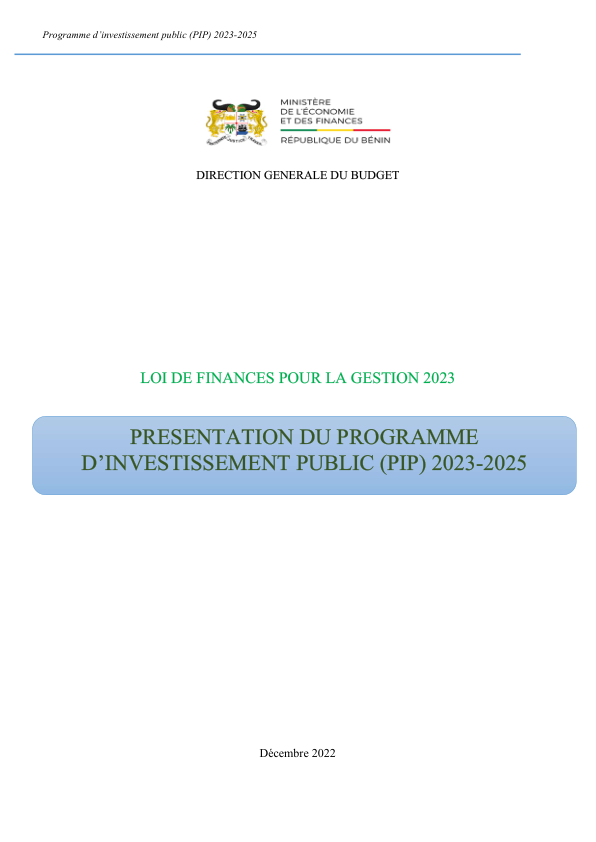 Programme d’investissement public (PIP) 2023-2025
MINISTÈRE
DE L'ÉCONOMIE
ET DES FINANCES
RÉPUBLIQUE DU BÉNIN
DIRECTION GENERALE DU BUDGET
LOI DE FINANCES POUR LA GESTION 2023
PRESENTATION DU PROGRAMME
D’INVESTISSEMENT PUBLIC (PIP) 2023-2025
Décembre 2022